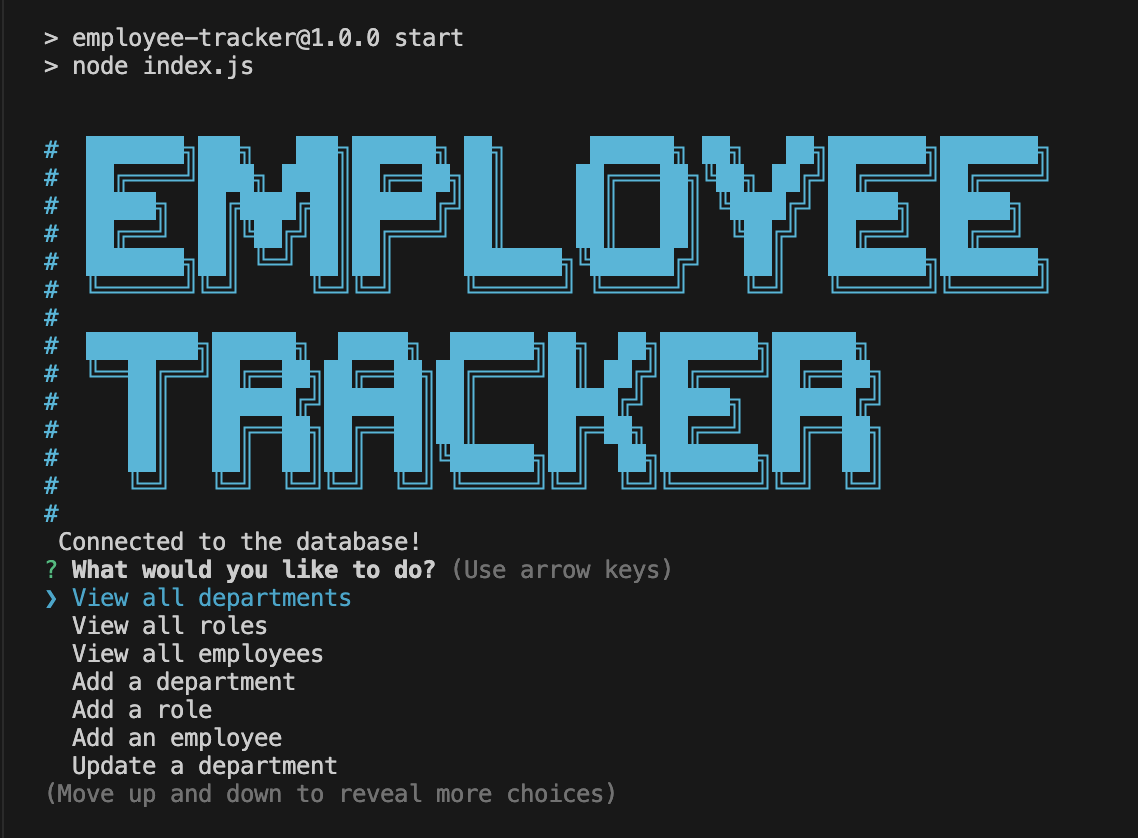 > employee-tracker@1.0.0 start
> node index.js
#
#
#
#
#
#
#
#
#
#
#
#
#
#
EMPLOYEE
TRACKER
Connected to the database!
? What would you like to do? (Use arrow keys)
❯ View all departments
View all roles
View all employees
Add a department
Add a role
Add an employee
Update a department
(Move up and down to reveal more choices)